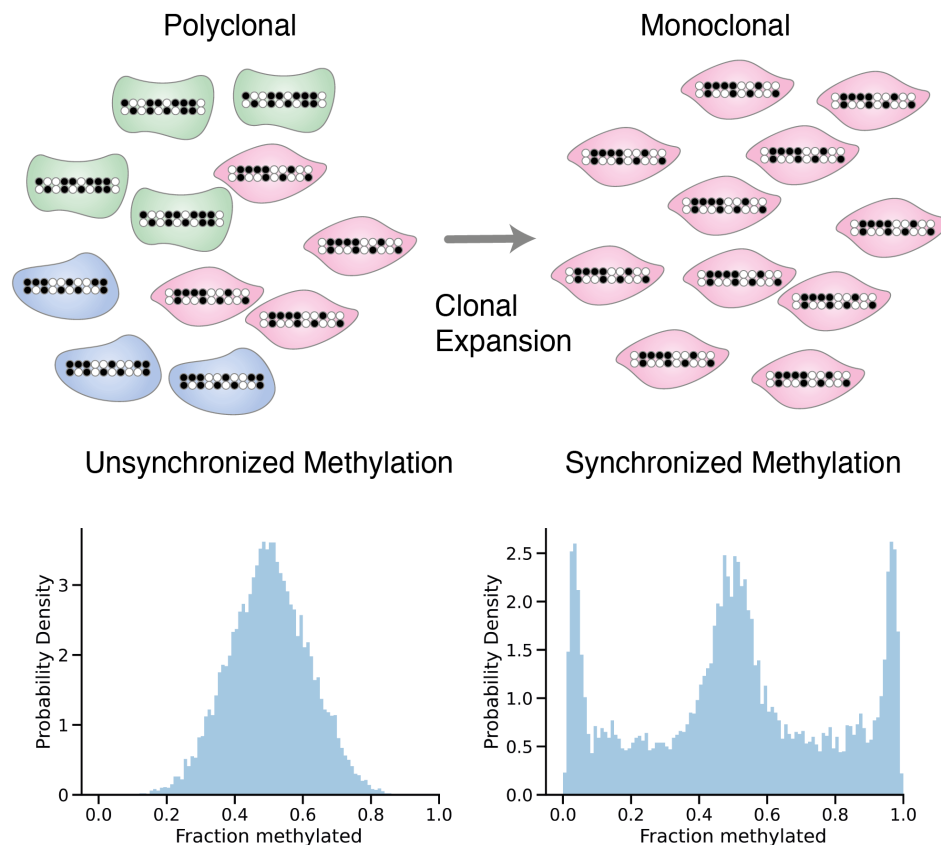 Polyclonal
Monoclonal
Clonal
Expansion
Unsynchronized Methylation
Synchronized Methylation
Probability Density
3
2
1
0
0.0 0.2 0.4 0.6 0.8 1.0
Fraction methylated
Probability Density
2.5
2.0
1.5
1.0
0.5
0.0
0.0 0.2 0.4 0.6 0.8 1.0
Fraction methylated